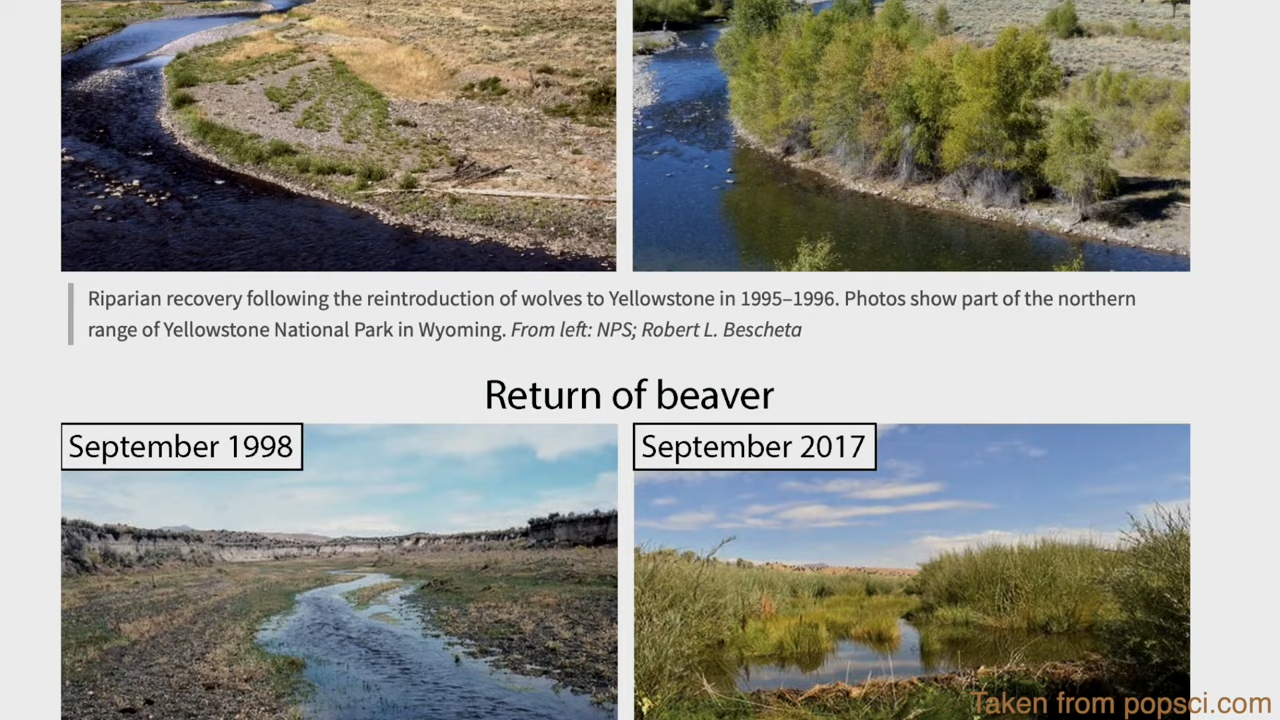 Riparian recovery following the reintroduction of wolves to Yellowstone in 1995–1996. Photos show part of the northern
range of Yellowstone National Park in Wyoming. From left: NPS; Robert L. Bescheta
Return of beaver
September 1998
September 2017
Taken from popsci.com